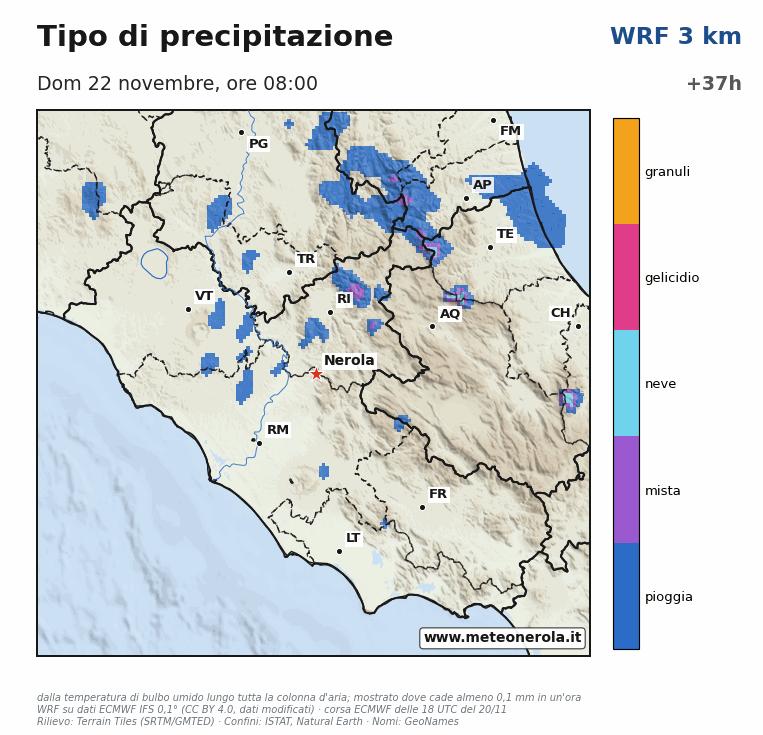 Tipo di precipitazione
WRF 3 km
Dom 22 novembre, ore 08:00
+37h
FM
PG
granuli
AP
TE
TR
gelicidio
VT
RI
AQ
CH
Nerola
neve
RM
mista
FR
LT
pioggia
www.meteonerola.it
dalla temperatura di bulbo umido lungo tutta la colonna d'aria; mostrato dove cade almeno 0,1 mm in un'ora
WRF su dati ECMWF IFS 0,1° (CC BY 4.0, dati modificati) · corsa ECMWF delle 18 UTC del 20/11
Rilievo: Terrain Tiles (SRTM/GMTED) · Confini: ISTAT, Natural Earth · Nomi: GeoNames